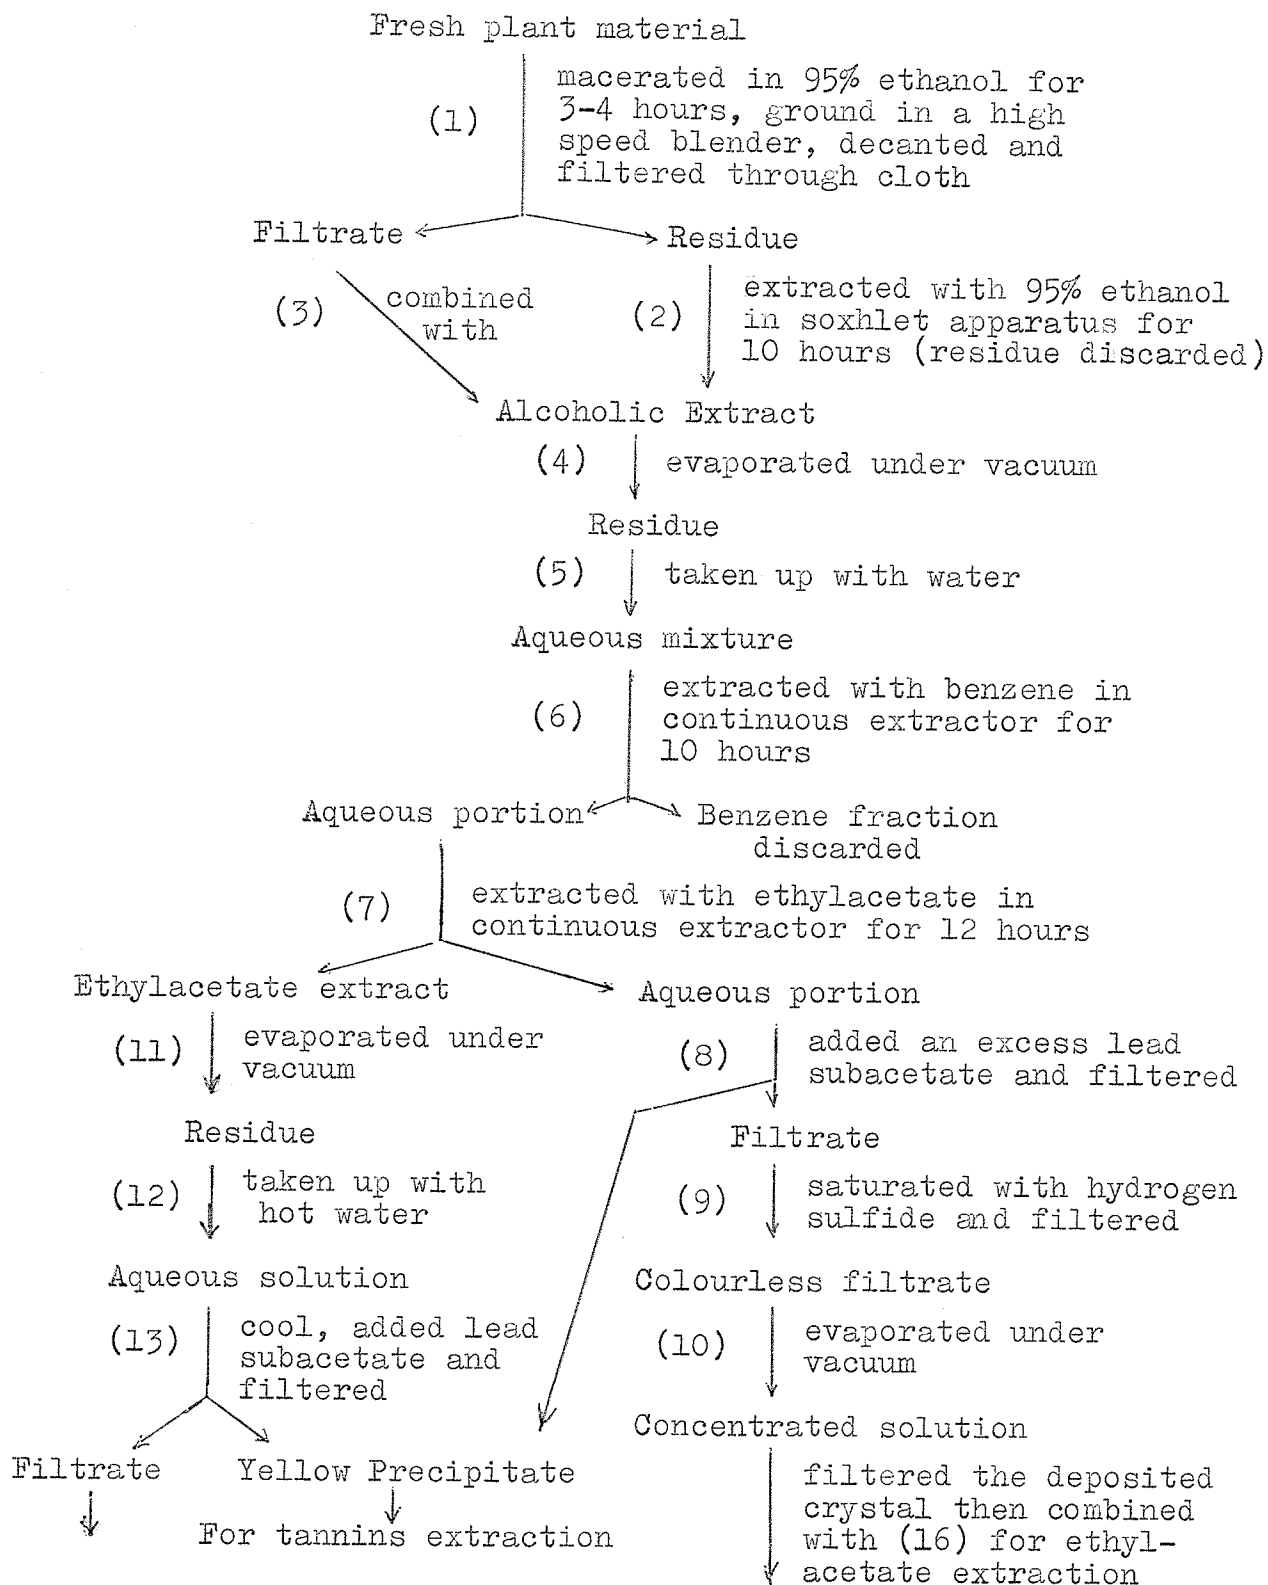 Fresh plant material
(1)
macerated in 95% ethanol for
3-4 hours, ground in a high
speed blender, decanted and
filtered through cloth
Filtrate
Residue
(3)
combined
with
(2)
extracted with 95% ethanol
in soxhlet apparatus for
10 hours (residue discarded)
Alcoholic Extract
(4)
evaporated under vacuum
Residue
(5)
taken up with water
Aqueous mixture
(6)
extracted with benzene in
continuous extractor for
10 hours
Aqueous portion
Benzene fraction
discarded
(7)
extracted with ethylacetate in
continuous extractor for 12 hours
Ethylacetate extract
Aqueous portion
(11)
evaporated under
vacuum
(8)
added an excess lead
subacetate and filtered
Residue
Filtrate
(12)
taken up with
hot water
(9)
saturated with hydrogen
sulfide and filtered
Aqueous solution
Colourless filtrate
(13)
cool, added lead
subacetate and
filtered
(10)
evaporated under
vacuum
Concentrated solution
Filtrate
Yellow Precipitate
For tannins extraction
filtered the deposited
crystal then combined
with (16) for ethyl-
acetate extraction